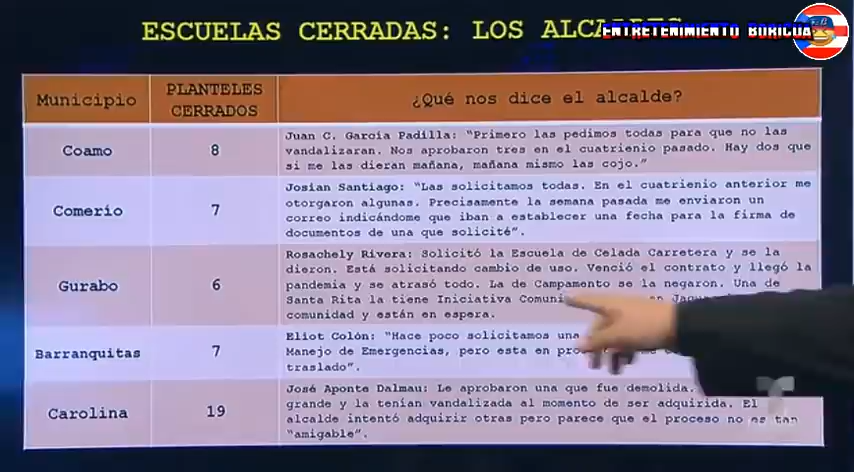 ESCUELAS CERRADAS: LOS ALCALDES
ENTRETENIMIENTO BORICUA
Municipio
PLANTELES
CERRADOS
¿Qué nos dice el alcalde?
Coamo
8
Juan C. García Padilla: “Primero las pedimos todas para que no las
vandalizaran. Nos aprobaron tres en el cuatrienio pasado. Hay dos que
si me las dieran mañana, mañana mismo las cojo.”
Comerío
7
Josian Santiago: “Las solicitamos todas. En el cuatrienio anterior me
otorgaron algunas. Precisamente la semana pasada me enviaron un
correo indicándome que iban a establecer una fecha para la firma de
documentos de una que solicité”.
Gurabo
6
Rosachely Rivera: Solicitó la Escuela de Celada Carretera y se la
dieron. Está solicitando cambio de uso. Venció el contrato y llegó la
pandemia y se atrasó todo. La de Campamento se la negaron. Una de
Santa Rita la tiene Iniciativa
comunidad y están en espera.
Barranquitas
7
Eliot Colón: “Hace poco solicitamos una
Manejo de Emergencias, pero esta en
traslado”.
Carolina
19
José Aponte Dalmau: Le aprobaron una que fue demolida.
grande y la tenían vandalizada al momento de ser adquirida. El
alcalde intentó adquirir otras pero parece que el proceso no es tan
“amigable”.